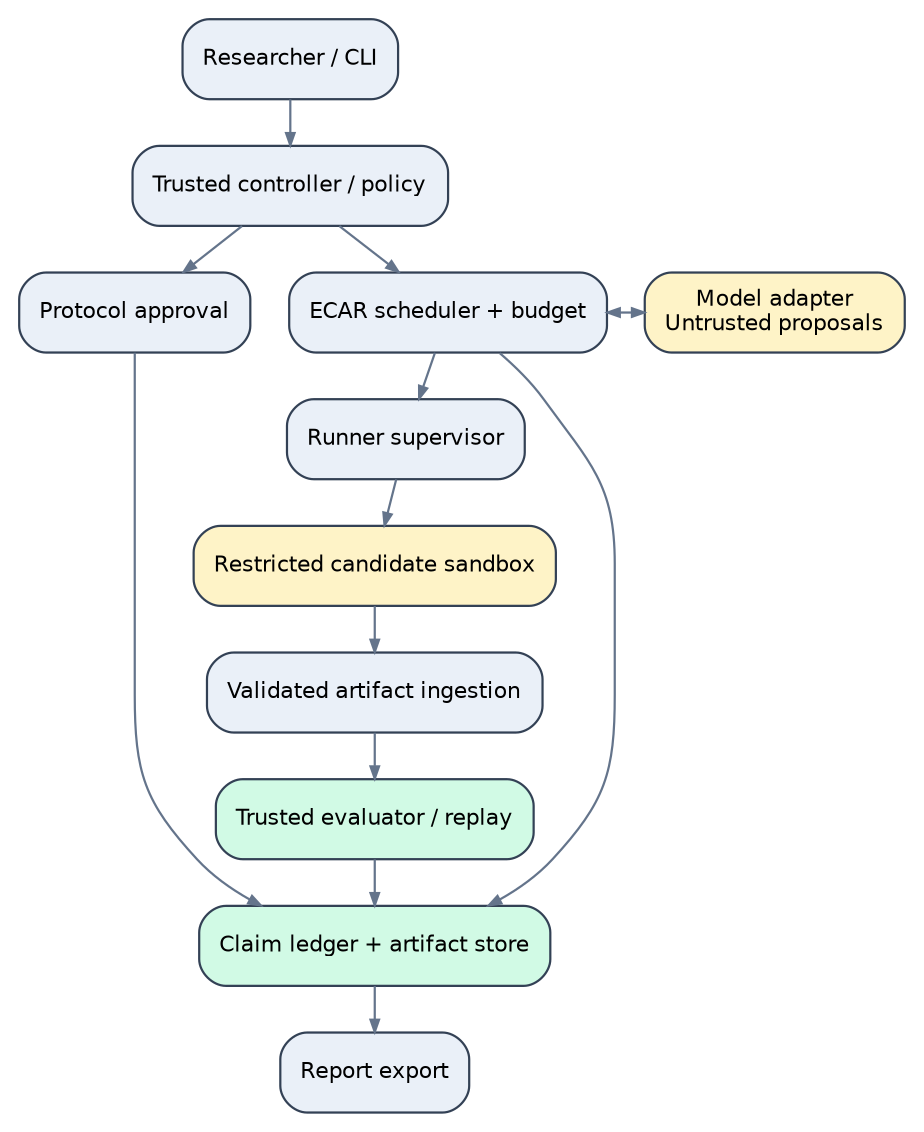 Researcher / CLI
Trusted controller / policy
Protocol approval
ECAR scheduler + budget
Model adapter
Untrusted proposals
Runner supervisor
Restricted candidate sandbox
Validated artifact ingestion
Trusted evaluator / replay
Claim ledger + artifact store
Report export